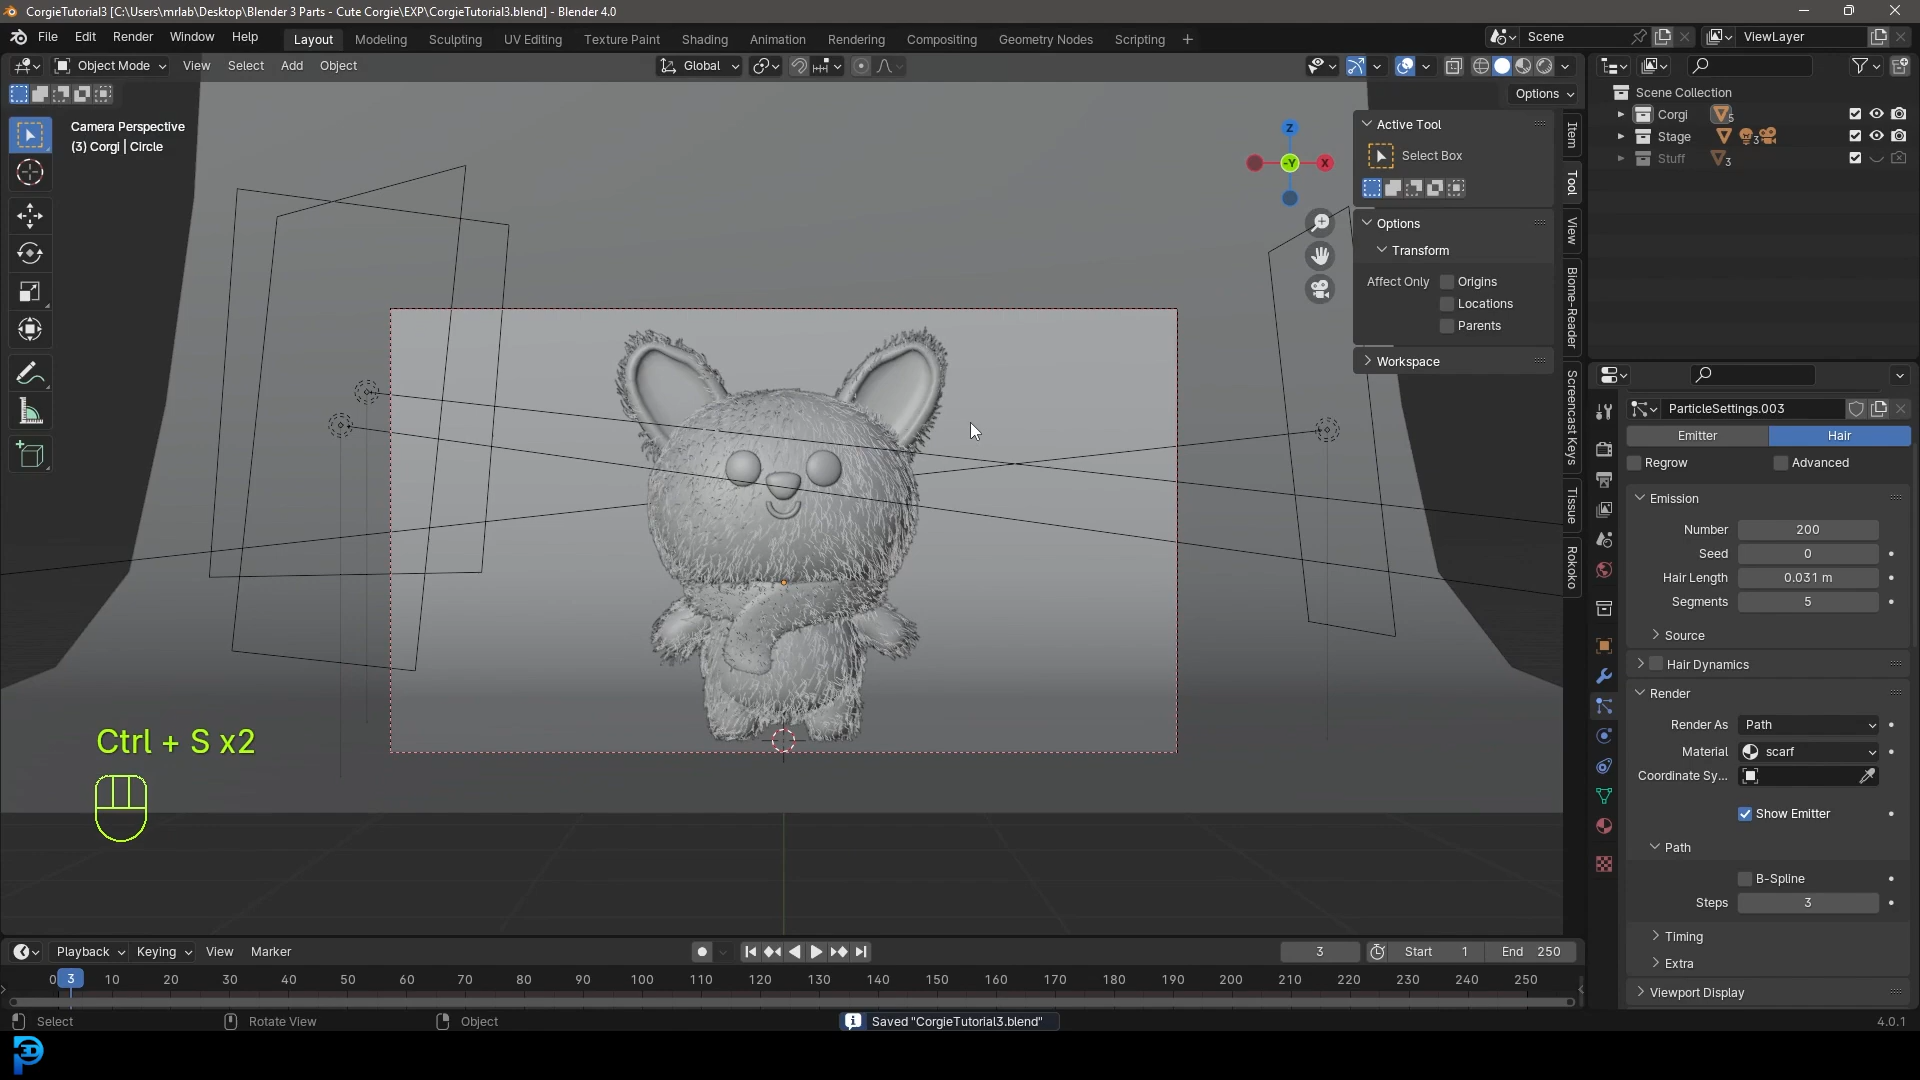 CorgieTutorial3 [C:\Users\mrlab\Desktop\Blender 3 Parts - Cute Corgie\EXP\CorgieTutorial3.blend] - Blender 4.0
File Edit Render Window Help Layout Modeling Sculpting UV Editing Texture Paint Shading Animation Rendering Compositing Geometry Nodes Scripting + Scene ViewLayer
Object Mode View Select Add Object Global
Options
Camera Perspective
(3) Corgi | Circle
Z
-Y
X
Active Tool
Select Box
Options
Transform
Affect Only Origins
Locations
Parents
Workspace
Item
Tool
View
Biome-Reader
Screencast Keys
Tissue
Rokoko
Scene Collection
Corgi 5
Stage 3
Stuff 3
ParticleSettings.003
Emitter Hair
Regrow Advanced
Emission
Number 200
Seed 0
Hair Length 0.031 m
Segments 5
Source
Hair Dynamics
Render
Render As Path
Material scarf
Coordinate Sy...
Show Emitter
Path
B-Spline
Steps 3
Timing
Extra
Viewport Display
Ctrl + S x2
Playback Keying View Marker 3 Start 1 End 250
0 3 10 20 30 40 50 60 70 80 90 100 110 120 130 140 150 160 170 180 190 200 210 220 230 240 250
Select Rotate View Object Saved "CorgieTutorial3.blend" 4.0.1
P3D